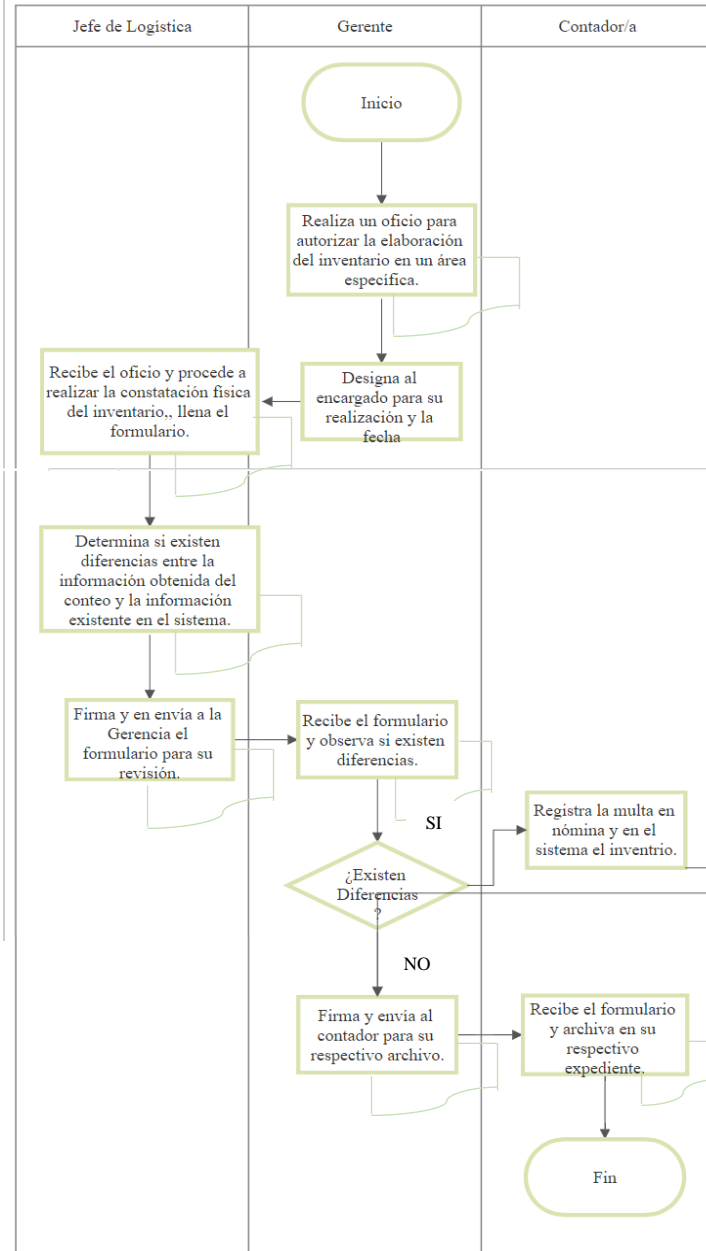 Jefe de Logística
Gerente
Contador/a
Inicio
Realiza un oficio para
autorizar la elaboración
del inventario en un área
específica.
Recibe el oficio y procede a
realizar la constatación física
del inventario,, llena el
formulario.
Designa al
encargado para su
realización y la
fecha
Determina si existen
diferencias entre la
información obtenida del
conteo y la información
existente en el sistema.
Firma y en envía a la
Gerencia el
formulario para su
revisión.
Recibe el formulario
y observa si existen
diferencias.
SI
Registra la multa en
nómina y en el
sistema el inventrio.
¿Existen
Diferencias
?
NO
Firma y envía al
contador para su
respectivo archivo.
Recibe el formulario
y archiva en su
respectivo
expediente.
Fin